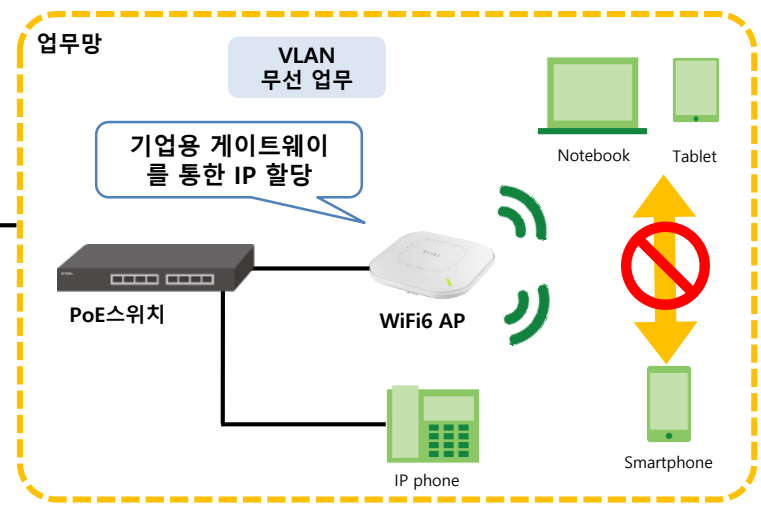 업무망
VLAN
무선 업무
기업용 게이트웨이
를 통한 IP 할당
Notebook
Tablet
PoE스위치
WiFi6 AP
Smartphone
IP phone